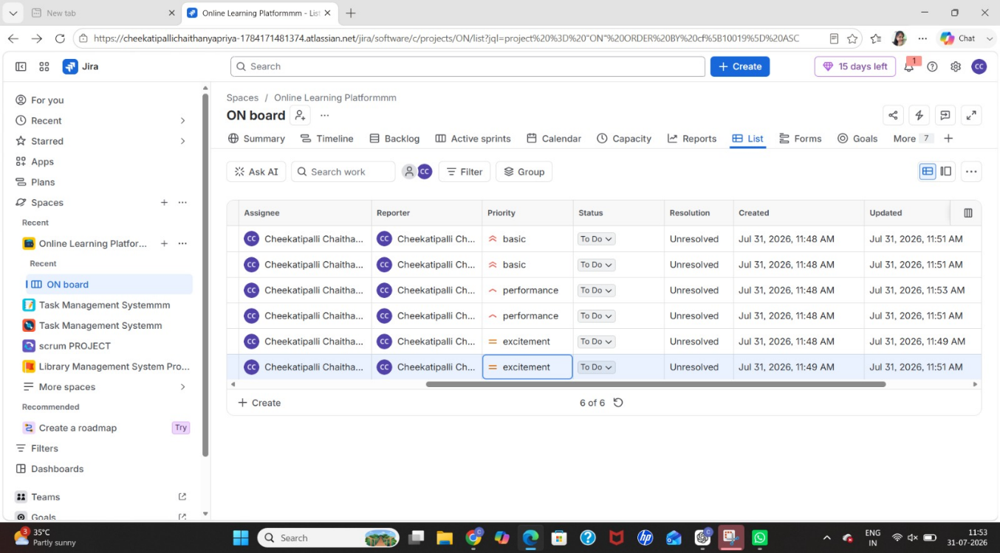 New tab
Online Learning Platformmm - List
https://cheekatipallichaithanyapriya-1784171481374.atlassian.net/jira/software/c/projects/ON/list?jql=project%20%3D%20"ON"%20ORDER%20BY%20cf%5B10019%5D%20ASC
Chat
Jira
Search
+ Create
15 days left
1
CC
For you
Recent
Starred
Apps
Plans
Spaces
Recent
Online Learning Platfor...
Recent
ON board
Task Management Systemmm
Task Management Systemm
scrum PROJECT
Library Management System Pro...
More spaces
Recommended
Create a roadmap Try
Filters
Dashboards
Teams
Goals
Spaces / Online Learning Platformmm
ON board
Summary Timeline Backlog Active sprints Calendar Capacity Reports List Forms Goals More 7
Ask AI Search work CC Filter Group
Assignee Reporter Priority Status Resolution Created Updated
CC Cheekatipalli Chaitha... CC Cheekatipalli Ch... basic To Do Unresolved Jul 31, 2026, 11:48 AM Jul 31, 2026, 11:51 AM
CC Cheekatipalli Chaitha... CC Cheekatipalli Ch... basic To Do Unresolved Jul 31, 2026, 11:48 AM Jul 31, 2026, 11:51 AM
CC Cheekatipalli Chaitha... CC Cheekatipalli Ch... performance To Do Unresolved Jul 31, 2026, 11:48 AM Jul 31, 2026, 11:53 AM
CC Cheekatipalli Chaitha... CC Cheekatipalli Ch... performance To Do Unresolved Jul 31, 2026, 11:48 AM Jul 31, 2026, 11:51 AM
CC Cheekatipalli Chaitha... CC Cheekatipalli Ch... excitement To Do Unresolved Jul 31, 2026, 11:48 AM Jul 31, 2026, 11:49 AM
CC Cheekatipalli Chaitha... CC Cheekatipalli Ch... excitement To Do Unresolved Jul 31, 2026, 11:49 AM Jul 31, 2026, 11:51 AM
+ Create 6 of 6
3 35°C
Partly sunny
Search
hp
ENG
IN
11:53
31-07-2026